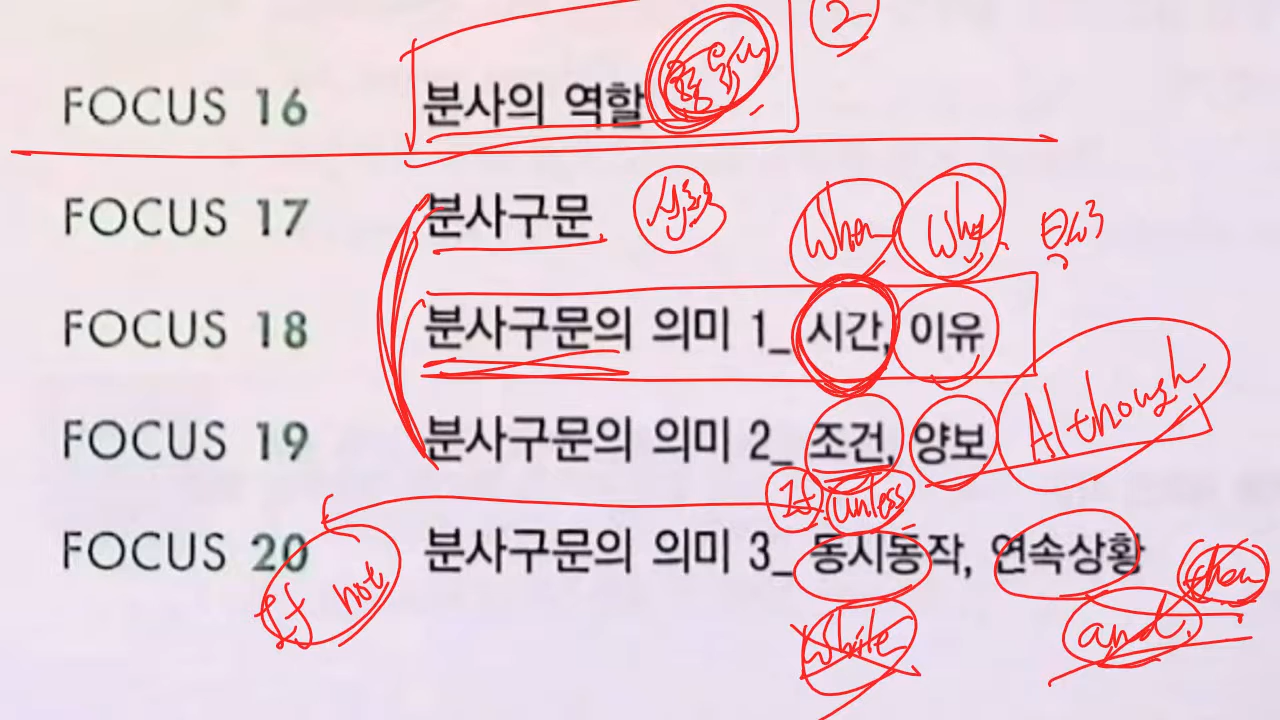 2
FOCUS 16 분사의 역할
FOCUS 17 분사구문 When Why
FOCUS 18 분사구문의 의미 1_ 시간, 이유
FOCUS 19 분사구문의 의미 2_ 조건, 양보 Although
If unless
FOCUS 20 분사구문의 의미 3_ 동시동작, 연속상황 then
If not While and